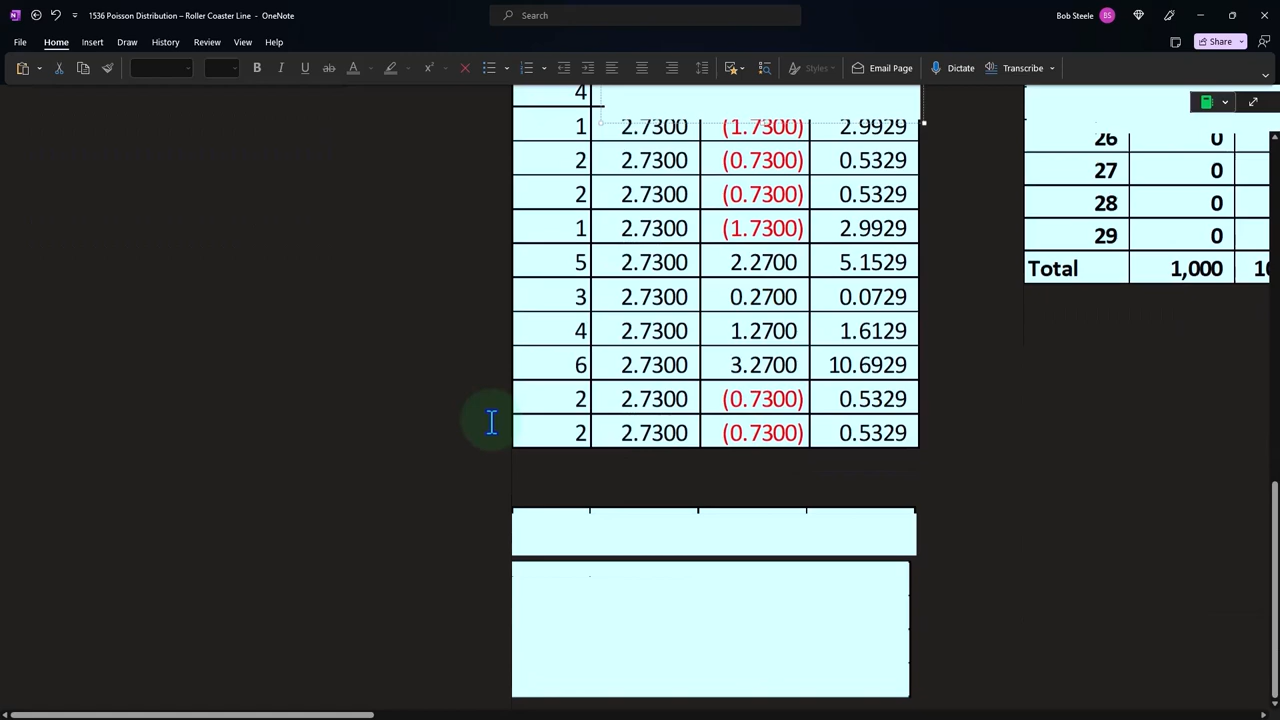 1536 Poisson Distribution – Roller Coaster Line - OneNote
Search
Bob Steele BS
File Home Insert Draw History Review View Help
Share
B I U ab A x Styles Email Page Dictate Transcribe
4
1 2.7300 (1.7300) 2.9929
2 2.7300 (0.7300) 0.5329
2 2.7300 (0.7300) 0.5329
1 2.7300 (1.7300) 2.9929
5 2.7300 2.2700 5.1529
3 2.7300 0.2700 0.0729
4 2.7300 1.2700 1.6129
6 2.7300 3.2700 10.6929
2 2.7300 (0.7300) 0.5329
2 2.7300 (0.7300) 0.5329
26 0
27 0
28 0
29 0
Total 1,000 10